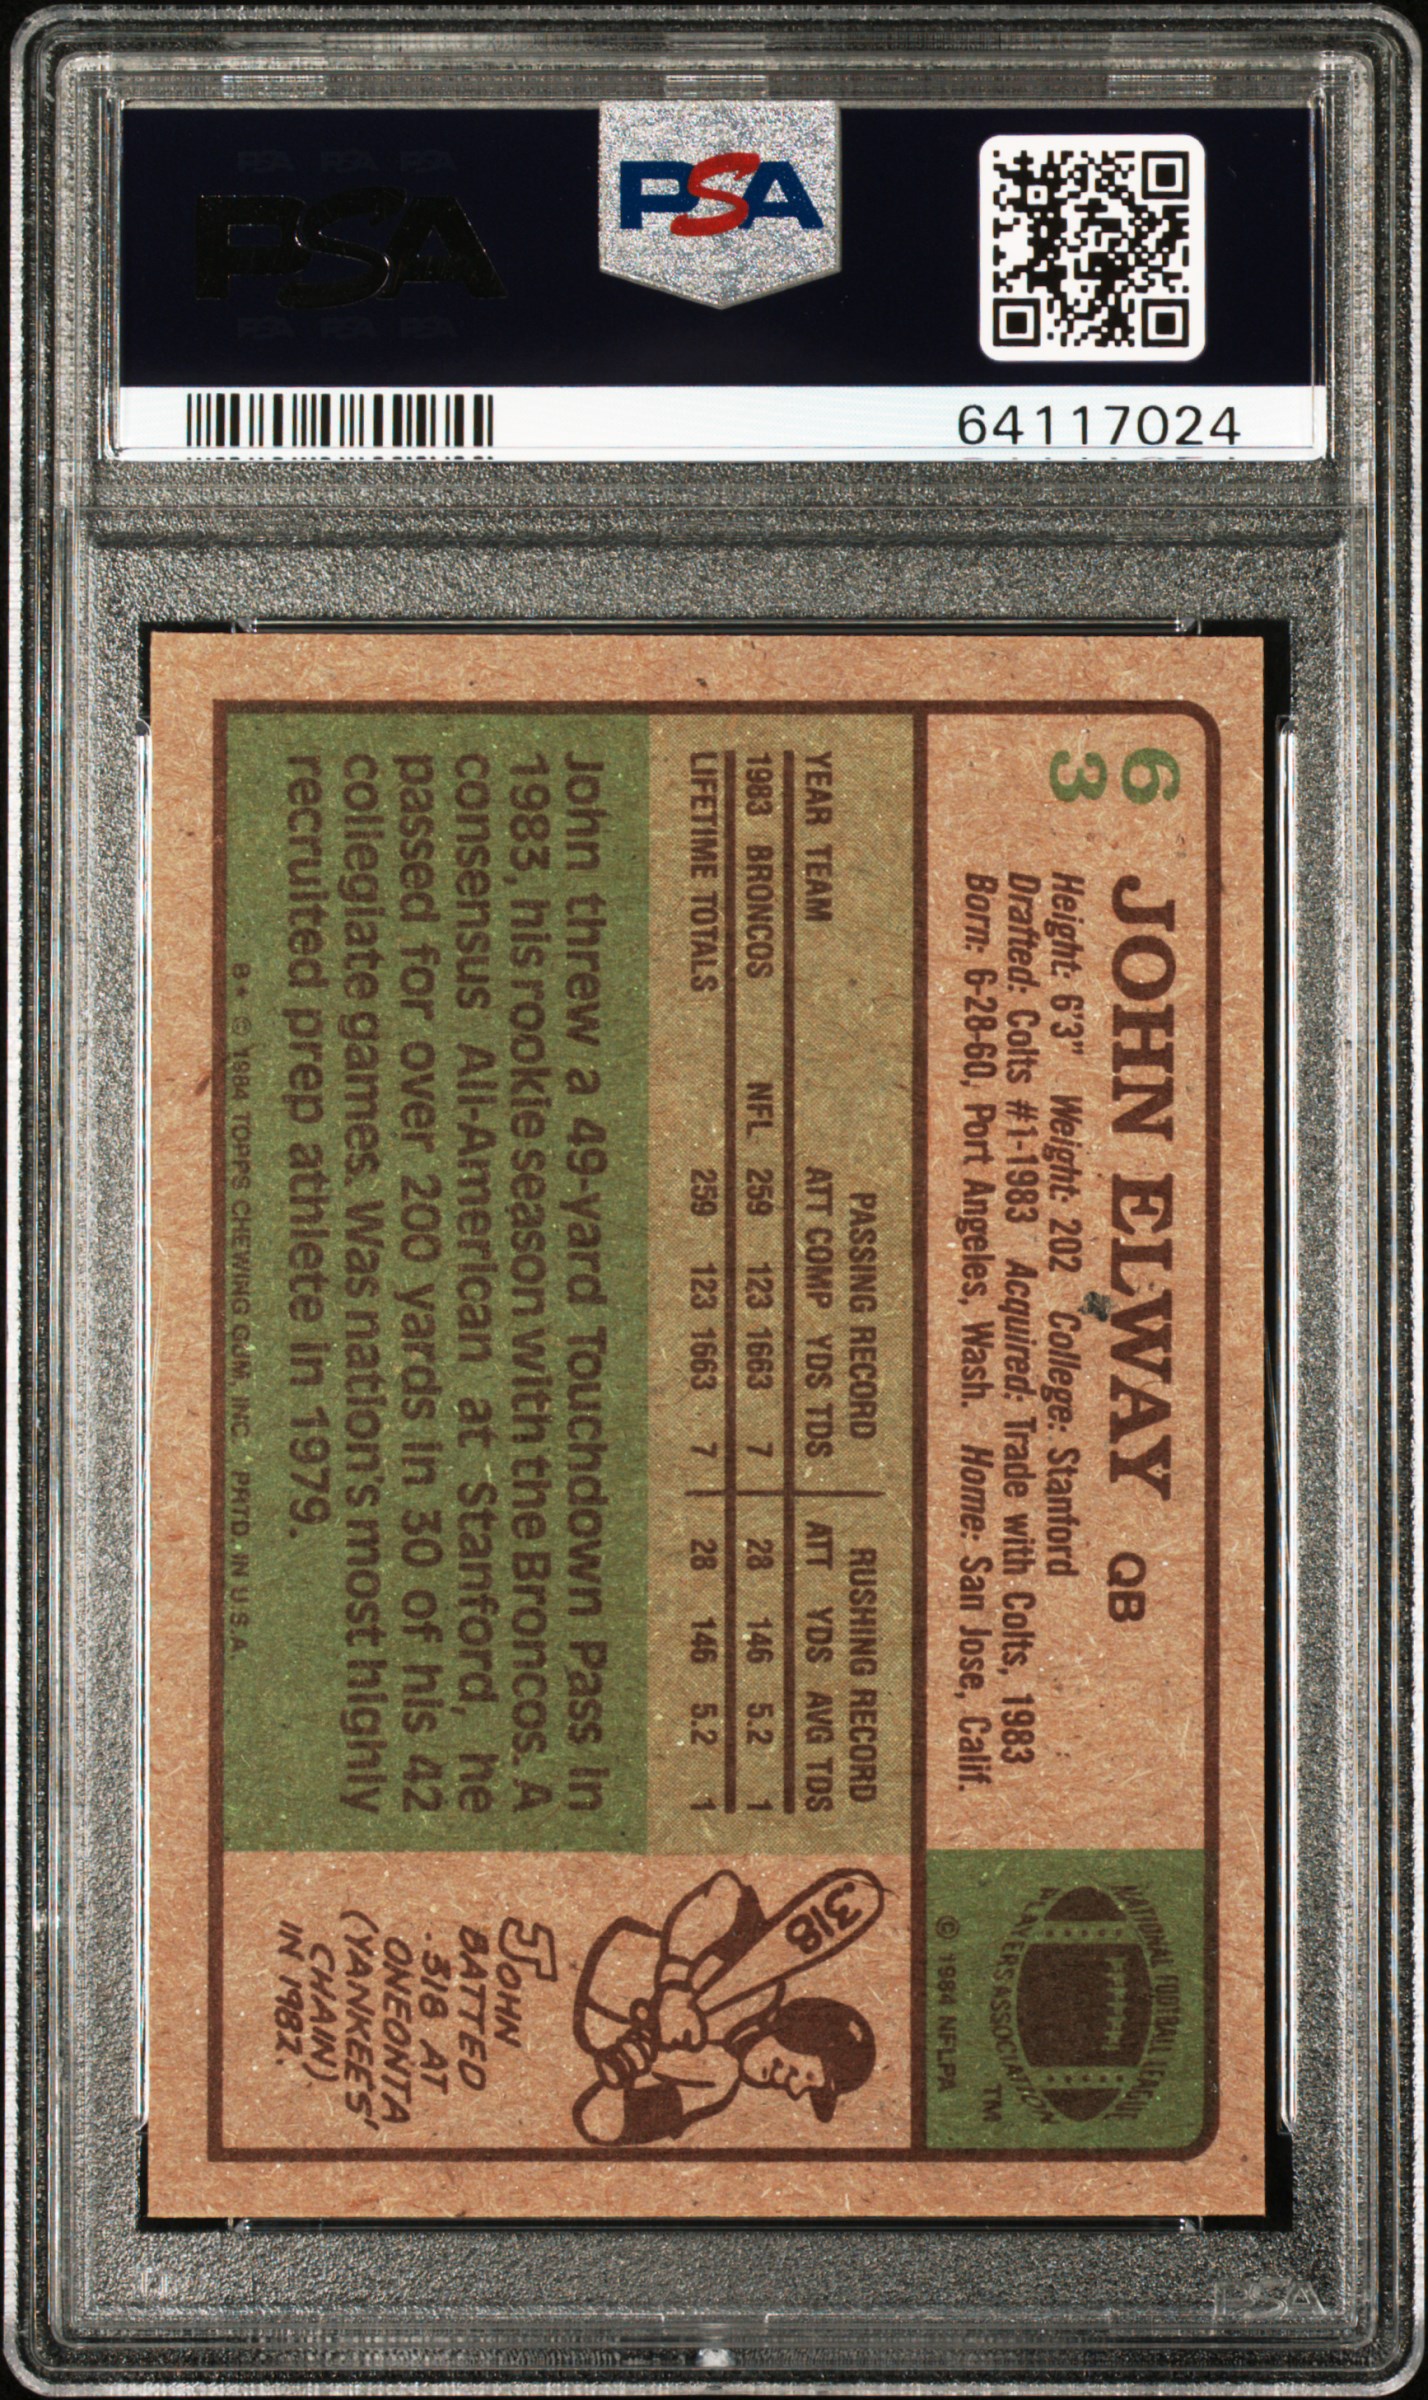 PSA PSA PSA
PSA
PSA PSA PSA
PSA
64117024
63
JOHN ELWAY QB
Height: 6'3" Weight: 202 College: Stanford
Drafted: Colts #1-1983 Acquired: Trade with Colts, 1983
Born: 6-28-60, Port Angeles, Wash. Home: San Jose, Calif.
NATIONAL FOOTBALL LEAGUE
PLAYERS ASSOCIATION
TM
© 1984 NFLPA
PASSING RECORD RUSHING RECORD
YEAR TEAM ATT COMP YDS TDS ATT YDS AVG TDS
1983 BRONCOS NFL 259 123 1663 7 28 146 5.2 1
LIFETIME TOTALS 259 123 1663 7 28 146 5.2 1
John threw a 49-yard Touchdown Pass in
1983, his rookie season with the Broncos. A
consensus All-American at Stanford, he
passed for over 200 yards in 30 of his 42
collegiate games. Was nation's most highly
recruited prep athlete in 1979.
B* © 1984 TOPPS CHEWING GUM, INC. PRTD. IN U.S.A.
318
JOHN
BATTED
.318 AT
ONEONTA
(YANKEES'
CHAIN)
IN 1982.
PSA